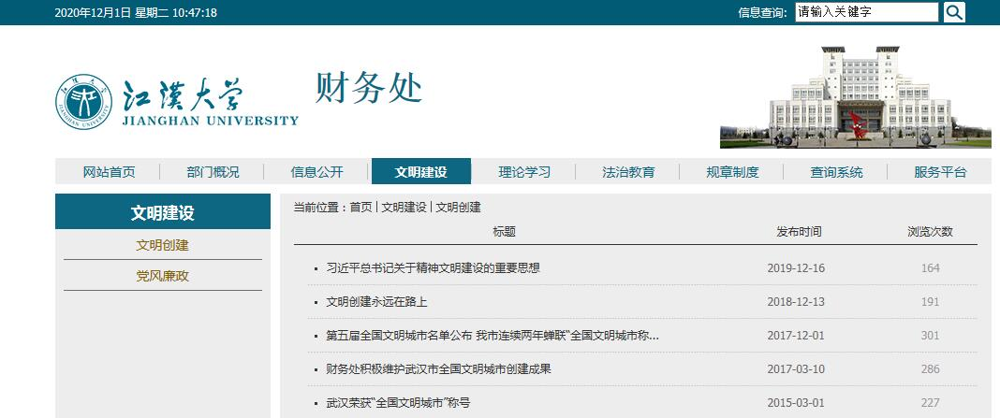 2020年12月1日 星期二 10:47:18 信息查询: 请输入关键字
江汉大学
JIANGHAN UNIVERSITY
财务处
网站首页 部门概况 信息公开 文明建设 理论学习 法治教育 规章制度 查询系统 服务平台
文明建设
文明创建
党风廉政
当前位置：首页 | 文明建设 | 文明创建
标题 发布时间 浏览次数
习近平总书记关于精神文明建设的重要思想 2019-12-16 164
文明创建永远在路上 2018-12-13 191
第五届全国文明城市名单公布 我市连续两年蝉联“全国文明城市称... 2017-12-01 301
财务处积极维护武汉市全国文明城市创建成果 2017-03-10 286
武汉荣获“全国文明城市”称号 2015-03-01 227